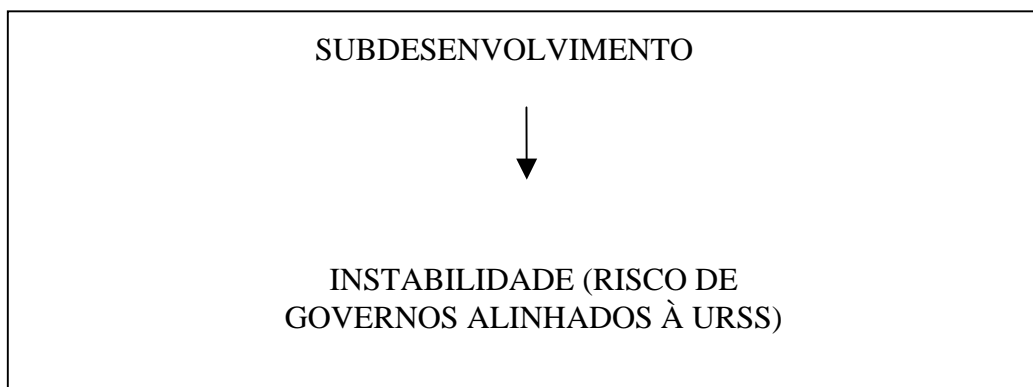 SUBDESENVOLVIMENTO
INSTABILIDADE (RISCO DE
GOVERNOS ALINHADOS À URSS)